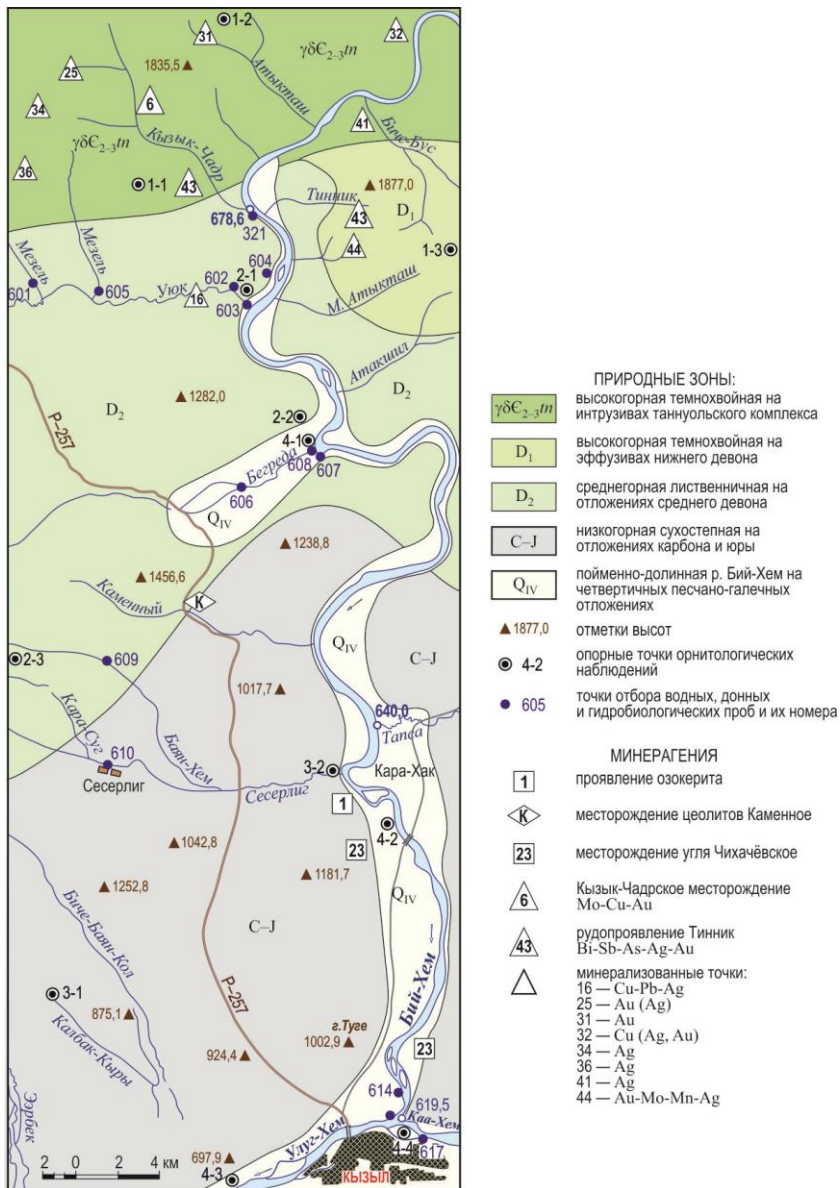 1-2
31
32
γδЄ₂₋₃tn
1835,5
25
Атыкташ
6
34
41
Биче-Бус
γδЄ₂₋₃tn
Кызык-Чадр
36
1-1
43
1877,0
Тинник
D₁
678,6
321
43
44
1-3
Мезель
Мезель
604
601
605
Уюк
602
2-1
16
603
М. Атыкташ
Атакшил
1282,0
D₂
D₂
Р–257
2-2
4-1
608
607
Бегреда
606
Q_IV
1238,8
1456,6
Каменный
К
Q_IV
С–J
2-3
609
1017,7
640,0
Тапса
Кара-Суг
Баян-Хем
610
Сесерлиг
Сесерлиг
3-2
Кара-Хак
1
1042,8
4-2
23
1252,8
1181,7
Q_IV
С–J
Биче-Баян-Кол
Р–257
Бий-Хем
3-1
875,1
Калбак-Кыры
г.Туге
1002,9
924,4
23
Ээрбек
614
619,5
Каа-Хем
Улуг-Хем
4-4
617
697,9
4-3
КЫЗЫЛ
2 0 2 4 км
ПРИРОДНЫЕ ЗОНЫ:
γδЄ₂₋₃tn высокогорная темнохвойная на
интрузивах таннуольского комплекса
D₁ высокогорная темнохвойная на
эффузивах нижнего девона
D₂ среднегорная лиственничная на
отложениях среднего девона
С–J низкогорная сухостепная на
отложениях карбона и юры
Q_IV пойменно-долинная р. Бий-Хем на
четвертичных песчано-галечных
отложениях
1877,0 отметки высот
4-2 опорные точки орнитологических
наблюдений
605 точки отбора водных, донных
и гидробиологических проб и их номера
МИНЕРАГЕНИЯ
1 проявление озокерита
К месторождение цеолитов Каменное
23 месторождение угля Чихачёвское
6 Кызык-Чадрское месторождение
Mo-Cu-Au
43 рудопроявление Тинник
Bi-Sb-As-Ag-Au
минерализованные точки:
16 — Cu-Pb-Ag
25 — Au (Ag)
31 — Au
32 — Cu (Ag, Au)
34 — Ag
36 — Ag
41 — Ag
44 — Au-Mo-Mn-Ag